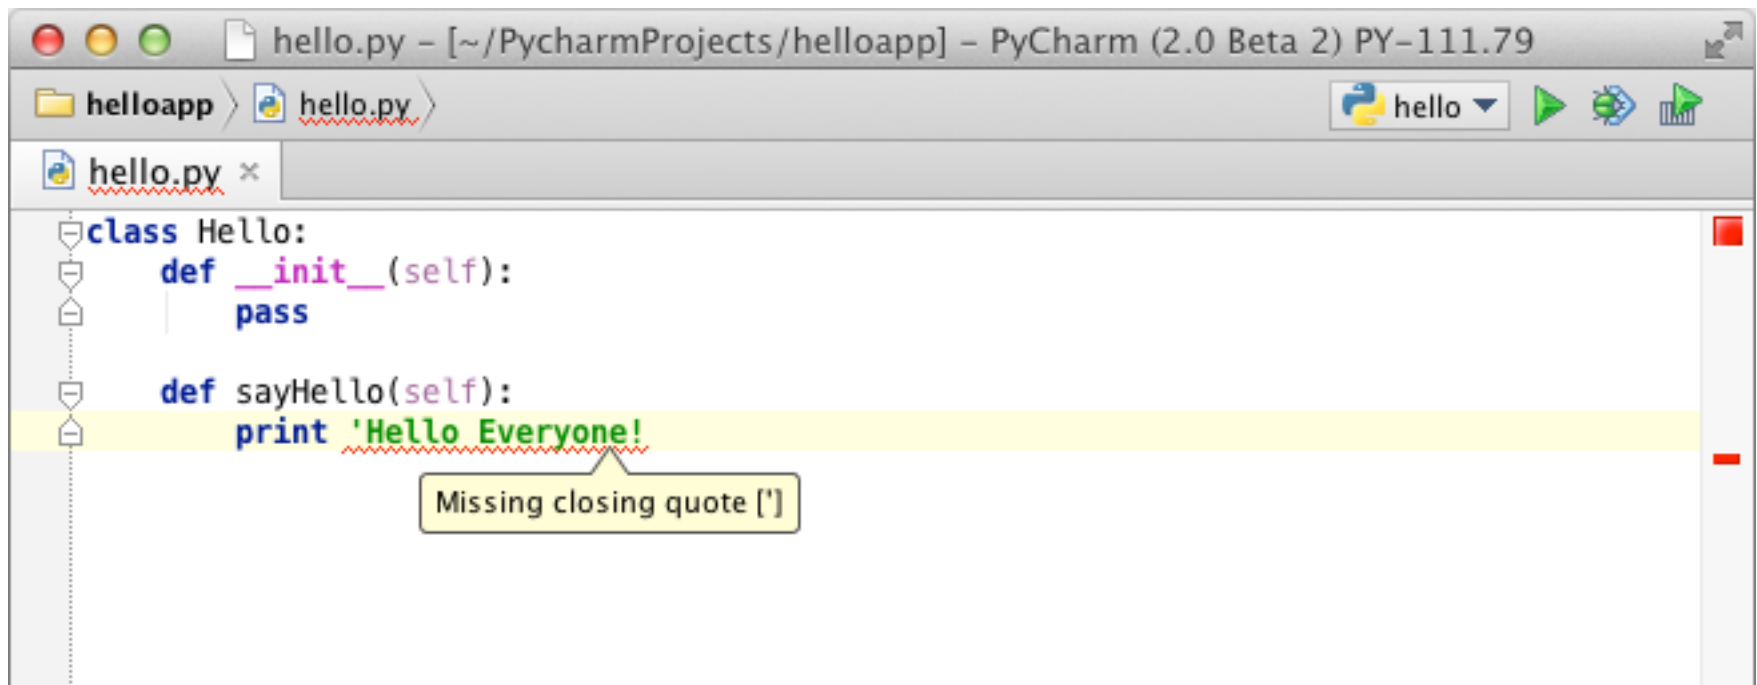 hello.py – [~/PycharmProjects/helloapp] – PyCharm (2.0 Beta 2) PY–111.79
helloapp hello.py hello
hello.py
class Hello:
    def __init__(self):
        pass
    def sayHello(self):
        print 'Hello Everyone!
Missing closing quote [']